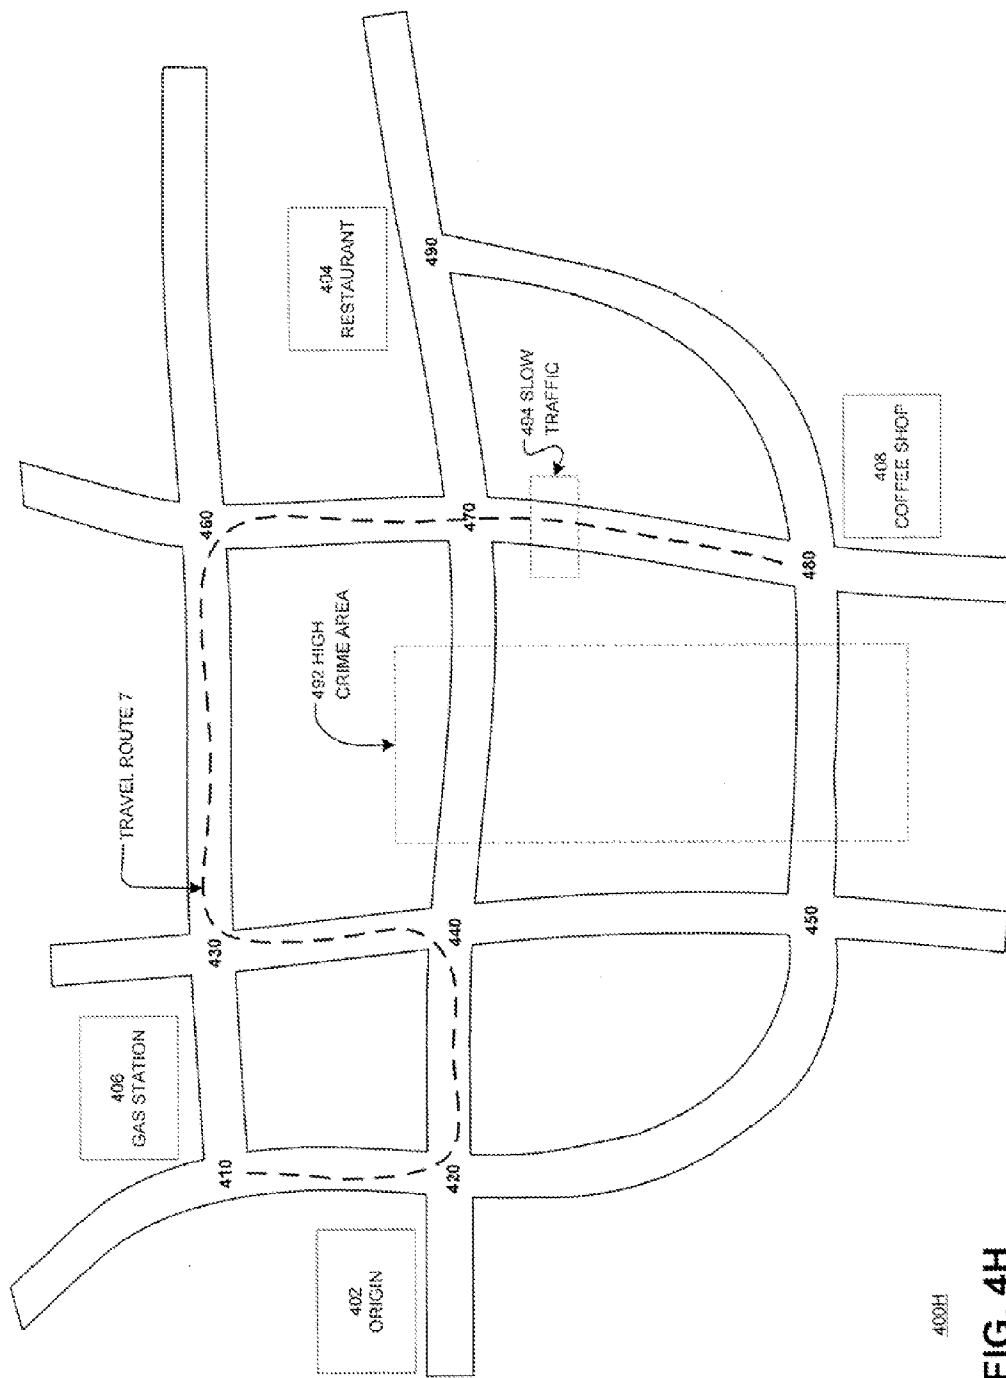 TRAVEL ROUTE 7
406
GAS STATION
404
RESTAURANT
410
430
460
492 HIGH
CRIME AREA
402
ORIGIN
420
440
470
490
494 SLOW
TRAFFIC
450
480
408
COFFEE SHOP
400H
FIG. 4H